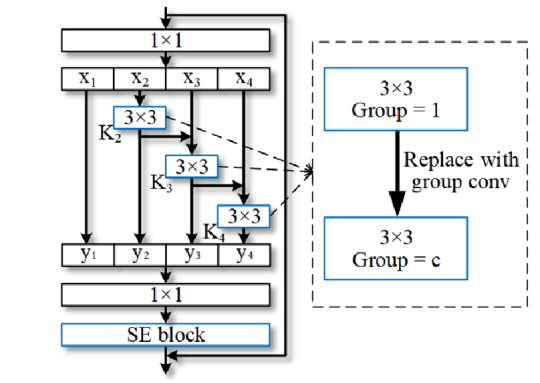 1×1
x1 x2 x3 x4
3×3
K2
3×3
K3
3×3
K4
y1 y2 y3 y4
1×1
SE block
3×3
Group = 1
Replace with
group conv
3×3
Group = c